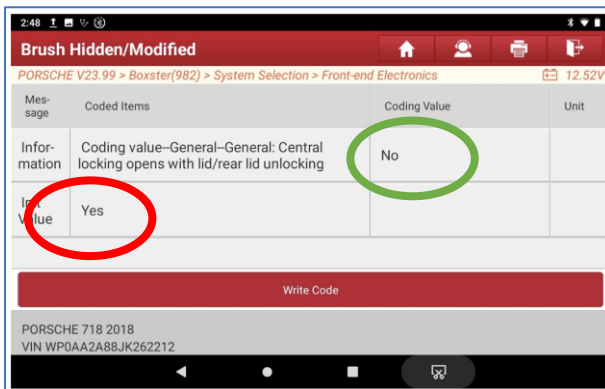 2:48
Brush Hidden/Modified
PORSCHE V23.99 > Boxster(982) > System Selection > Front-end Electronics 12.52V
Mes-
sage
Coded Items
Coding Value
Unit
Infor-
mation
Coding value--General--General: Central
locking opens with lid/rear lid unlocking
No
Init
Value
Yes
Write Code
PORSCHE 718 2018
VIN WP0AA2A88JK262212